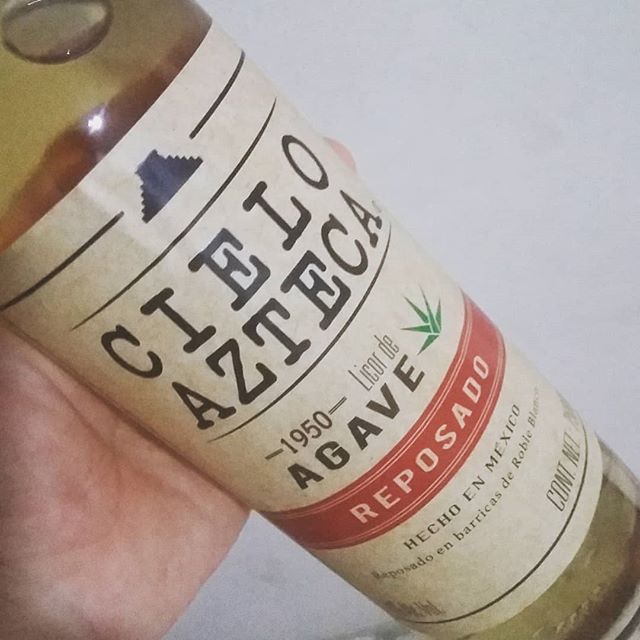 CIELO
AZTECA
-1950-
Licor de
AGAVE
REPOSADO
HECHO EN MEXICO
Reposado en barricas de Roble Blanco
CONT. NET.